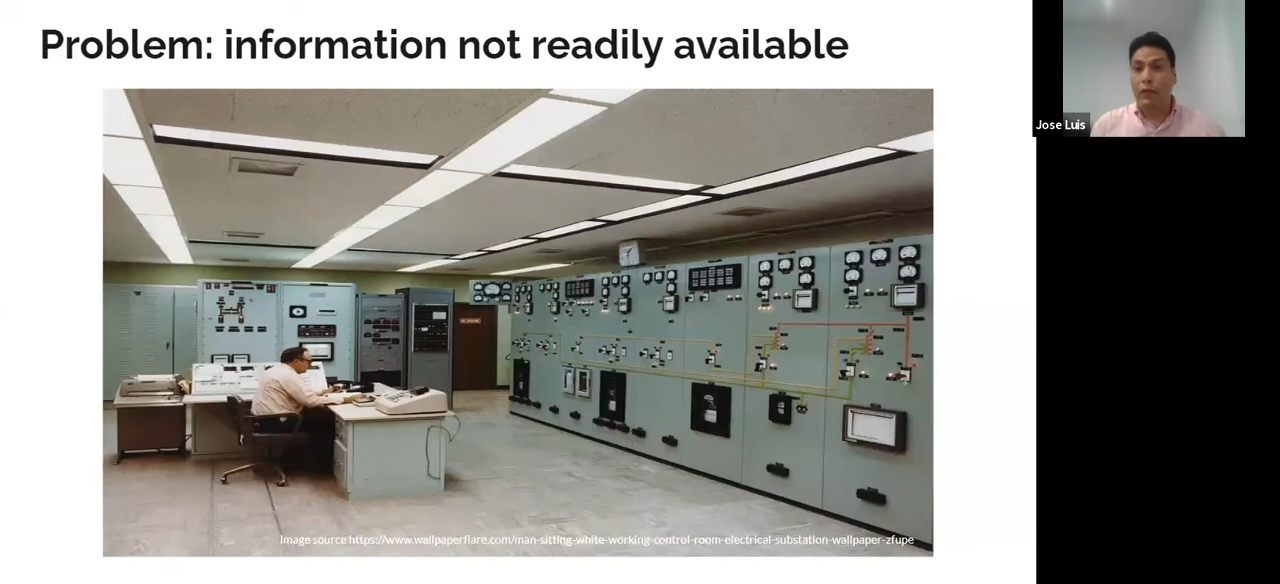 Problem: information not readily available
Jose Luis
Image source https://www.wallpaperflare.com/man-sitting-white-working-control-room-electrical-substation-wallpaper-zfupe